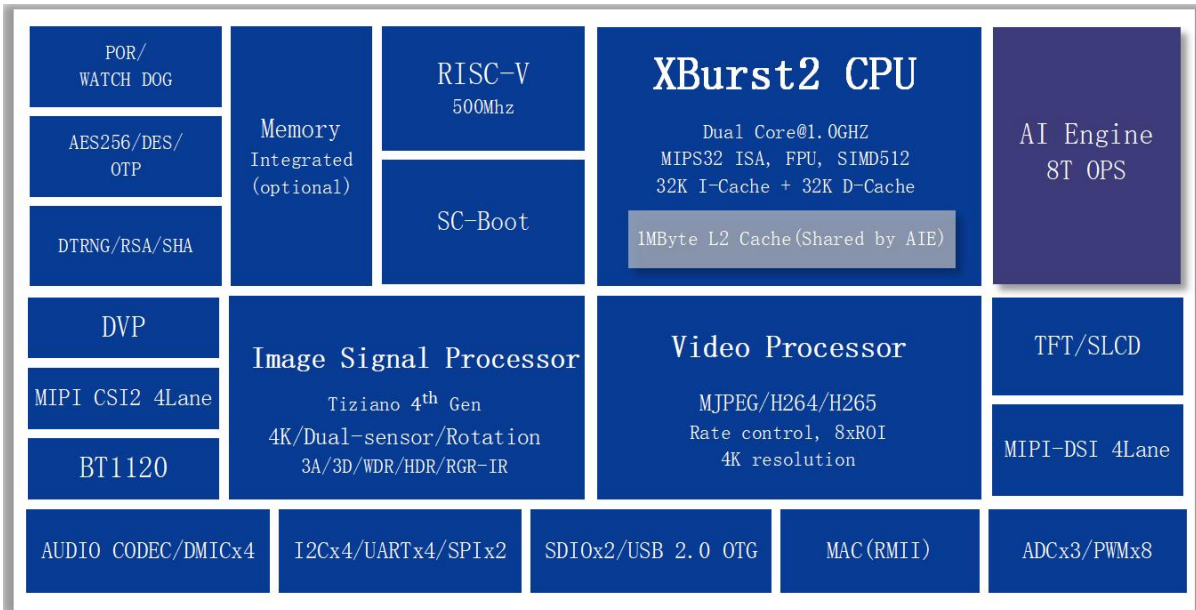 POR/
WATCH DOG
AES256/DES/
OTP
DTRNG/RSA/SHA
Memory
Integrated
(optional)
RISC-V
500Mhz
SC-Boot
XBurst2 CPU
Dual Core@1.0GHZ
MIPS32 ISA, FPU, SIMD512
32K I-Cache + 32K D-Cache
1MByte L2 Cache(Shared by AIE)
AI Engine
8T OPS
DVP
MIPI CSI2 4Lane
BT1120
Image Signal Processor
Tiziano 4th Gen
4K/Dual-sensor/Rotation
3A/3D/WDR/HDR/RGR-IR
Video Processor
MJPEG/H264/H265
Rate control, 8xROI
4K resolution
TFT/SLCD
MIPI-DSI 4Lane
AUDIO CODEC/DMICx4
I2Cx4/UARTx4/SPIx2
SDIOx2/USB 2.0 OTG
MAC(RMII)
ADCx3/PWMx8